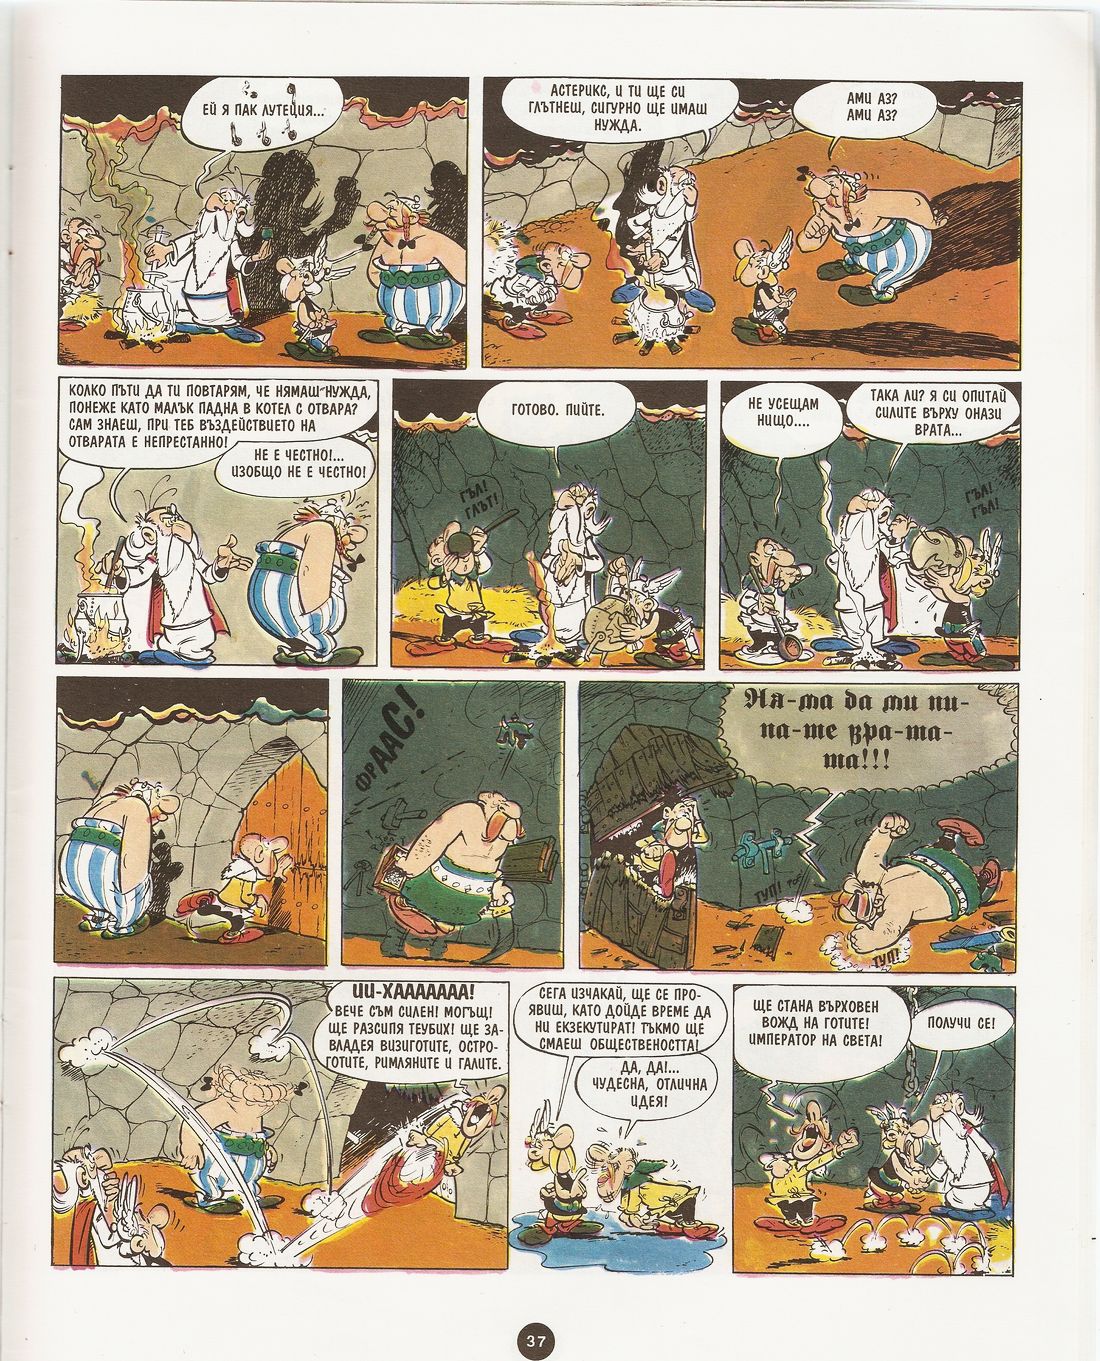 ЕЙ Я ПАК ЛУТЕЦИЯ...
АСТЕРИКС, И ТИ ЩЕ СИ
ГЛЪТНЕШ, СИГУРНО ЩЕ ИМАШ
НУЖДА.
АМИ АЗ?
АМИ АЗ?
КОЛКО ПЪТИ ДА ТИ ПОВТАРЯМ, ЧЕ НЯМАШ НУЖДА,
ПОНЕЖЕ КАТО МАЛЪК ПАДНА В КОТЕЛ С ОТВАРА?
САМ ЗНАЕШ, ПРИ ТЕБ ВЪЗДЕЙСТВИЕТО НА
ОТВАРАТА Е НЕПРЕСТАННО!
НЕ Е ЧЕСТНО!...
ИЗОБЩО НЕ Е ЧЕСТНО!
ГОТОВО. ПИЙТЕ.
ГЪЛ!
ГЛЪТ!
НЕ УСЕЩАМ
НИЩО....
ТАКА ЛИ? Я СИ ОПИТАЙ
СИЛИТЕ ВЪРХУ ОНАЗИ
ВРАТА...
ГЪЛ!
ГЪЛ!
ФРААС!
НЯ-МА ДА МИ ПИ-
ПА-ТЕ ВРА-ТА-
ТА!!!
ТУП!
ТУП!
ИИ-ХААААААА!
ВЕЧЕ СЪМ СИЛЕН! МОГЪЩ!
ЩЕ РАЗСИПЯ ТЕУБИХ! ЩЕ ЗА-
ВЛАДЕЯ ВИЗИГОТИТЕ, ОСТРО-
ГОТИТЕ, РИМЛЯНИТЕ И ГАЛИТЕ.
СЕГА ИЗЧАКАЙ, ЩЕ СЕ ПРО-
ЯВИШ, КАТО ДОЙДЕ ВРЕМЕ ДА
НИ ЕКЗЕКУТИРАТ! ТЪКМО ЩЕ
СМАЕШ ОБЩЕСТВЕНОСТТА!
ДА, ДА!...
ЧУДЕСНА, ОТЛИЧНА
ИДЕЯ!
ЩЕ СТАНА ВЪРХОВЕН
ВОЖД НА ГОТИТЕ!
ИМПЕРАТОР НА СВЕТА!
ПОЛУЧИ СЕ!
37